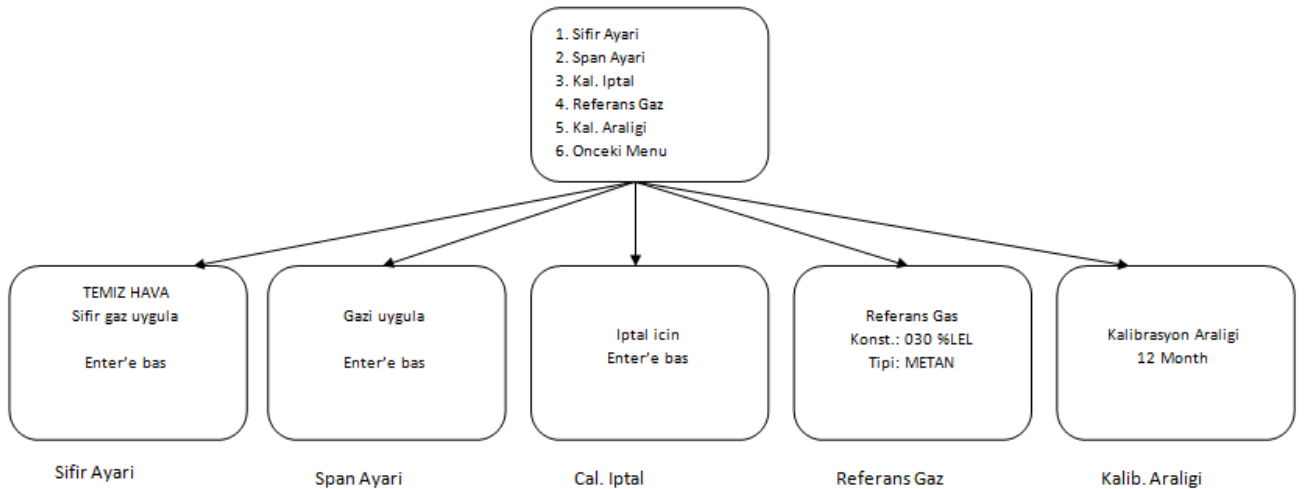 1. Sifir Ayari
2. Span Ayari
3. Kal. Iptal
4. Referans Gaz
5. Kal. Araligi
6. Onceki Menu
TEMIZ HAVA
Sifir gaz uygula
Enter'e bas
Gazi uygula
Enter'e bas
Iptal icin
Enter'e bas
Referans Gas
Konst.: 030 %LEL
Tipi: METAN
Kalibrasyon Araligi
12 Month
Sifir Ayari
Span Ayari
Cal. Iptal
Referans Gaz
Kalib. Araligi